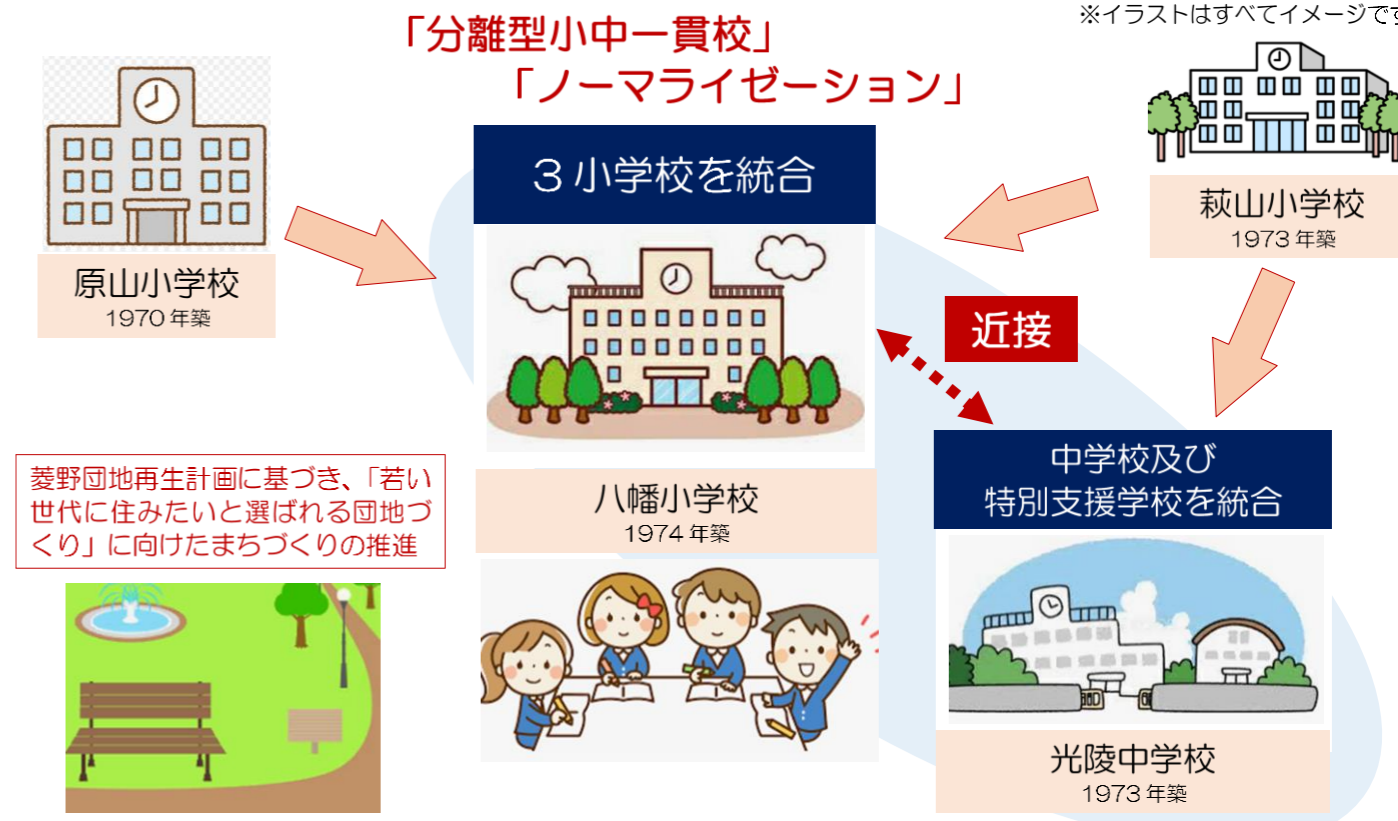 ※イラストはすべてイメージです
「分離型小中一貫校」
「ノーマライゼーション」
3小学校を統合
原山小学校
1970年築
萩山小学校
1973年築
近接
八幡小学校
1974年築
中学校及び
特別支援学校を統合
菱野団地再生計画に基づき、「若い
世代に住みたいと選ばれる団地づ
くり」に向けたまちづくりの推進
光陵中学校
1973年築